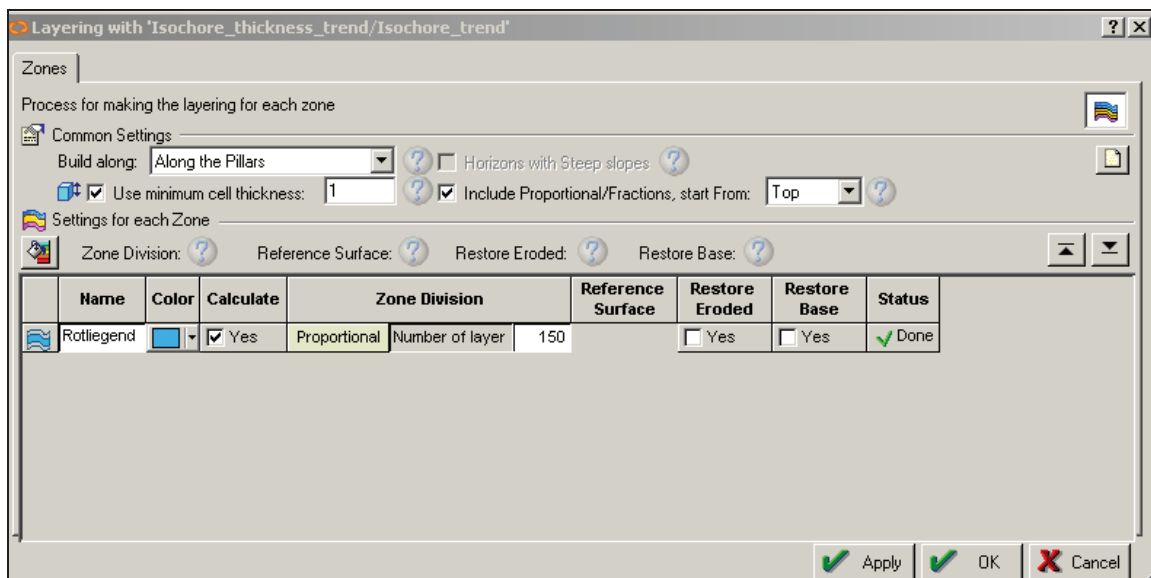 Layering with 'Isochore_thickness_trend/Isochore_trend' ? X
Zones
Process for making the layering for each zone
Common Settings
Build along: Along the Pillars ? Horizons with Steep slopes ?
Use minimum cell thickness: 1 ? Include Proportional/Fractions, start From: Top ?
Settings for each Zone
Zone Division: ? Reference Surface: ? Restore Eroded: ? Restore Base: ?
Name Color Calculate Zone Division Reference Surface Restore Eroded Restore Base Status
Rotliegend Yes Proportional Number of layer 150 Yes Yes Done
Apply OK Cancel